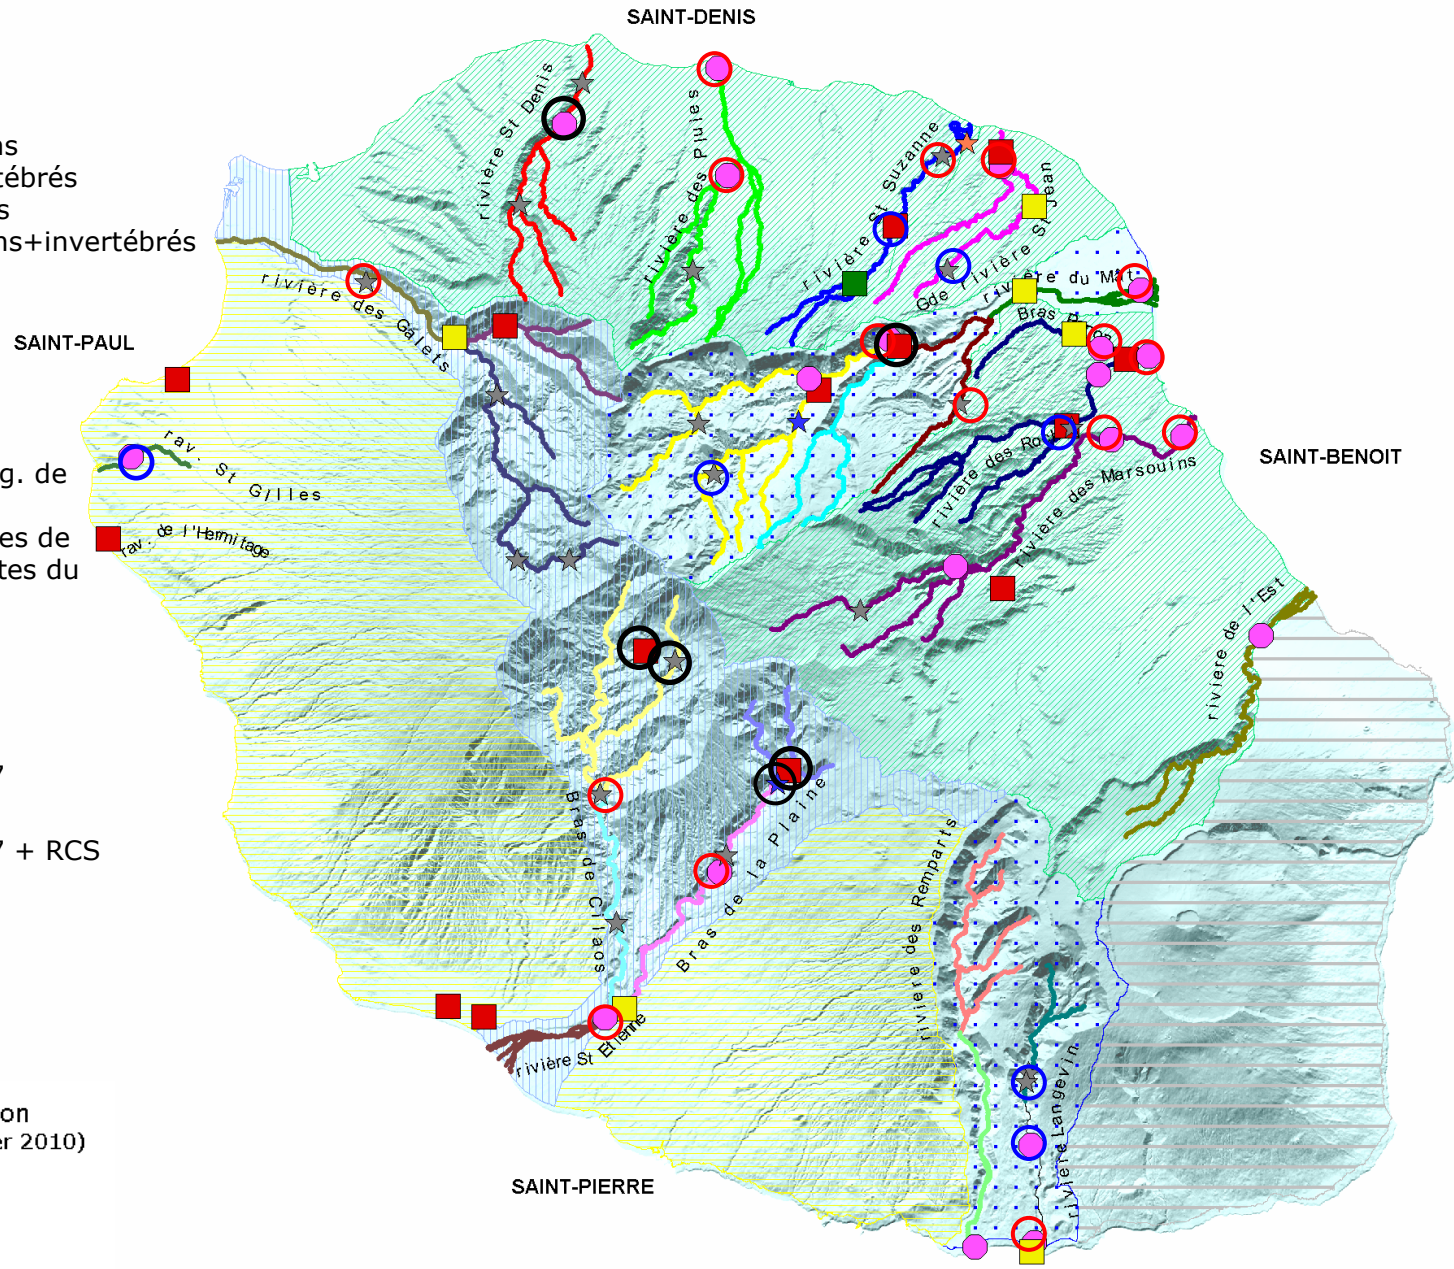 SAINT-DENIS
ns
tébrés
s
ns+invertébrés
rivière St Denis
rivière des Pluies
rivière St Suzanne
Gde rivière St Jean
rivière du Mât
rivière des Galets
Bras
SAINT-PAUL
rav. St Gilles
g. de
rav. de l'Hermitage
es de
tes du
rivière des
rivière des Marsouins
SAINT-BENOIT
rivière de l'Est
7
7 + RCS
Bras de Cilaos
Bras de la Plaine
rivière des Remparts
rivière St Etienne
rivière Langevin
on
er 2010)
SAINT-PIERRE